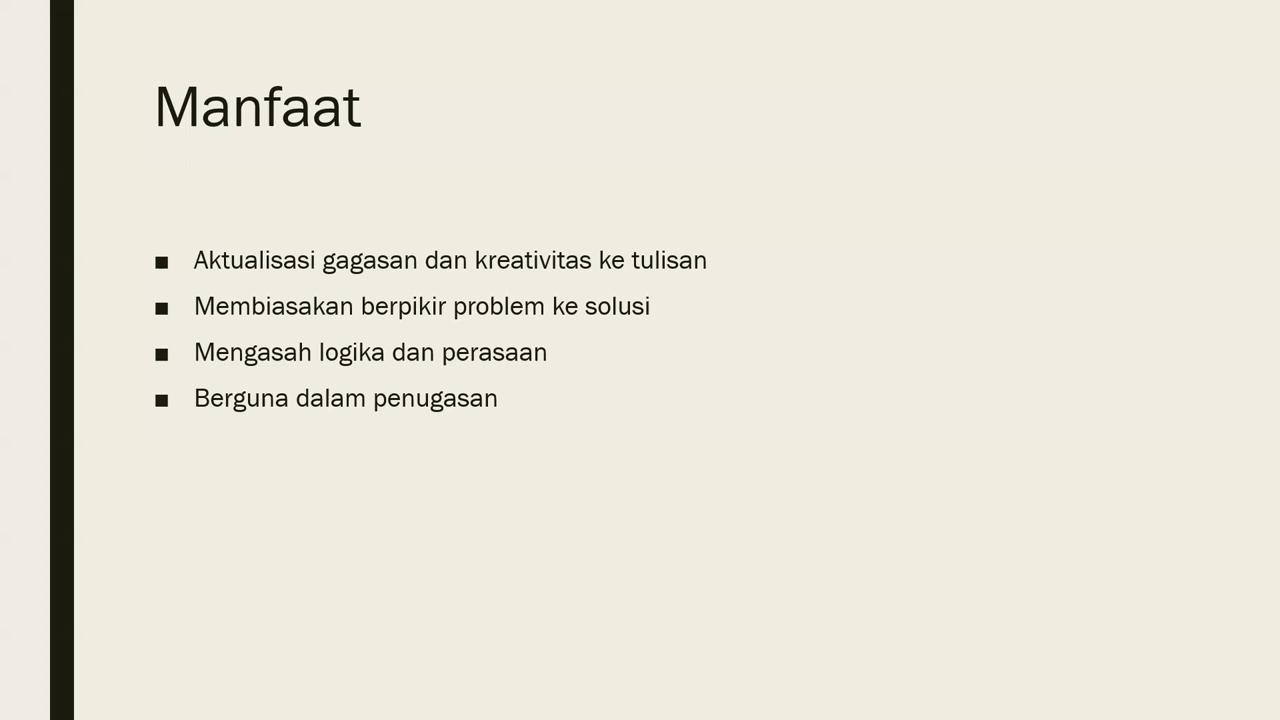 Manfaat
■ Aktualisasi gagasan dan kreativitas ke tulisan
■ Membiasakan berpikir problem ke solusi
■ Mengasah logika dan perasaan
■ Berguna dalam penugasan